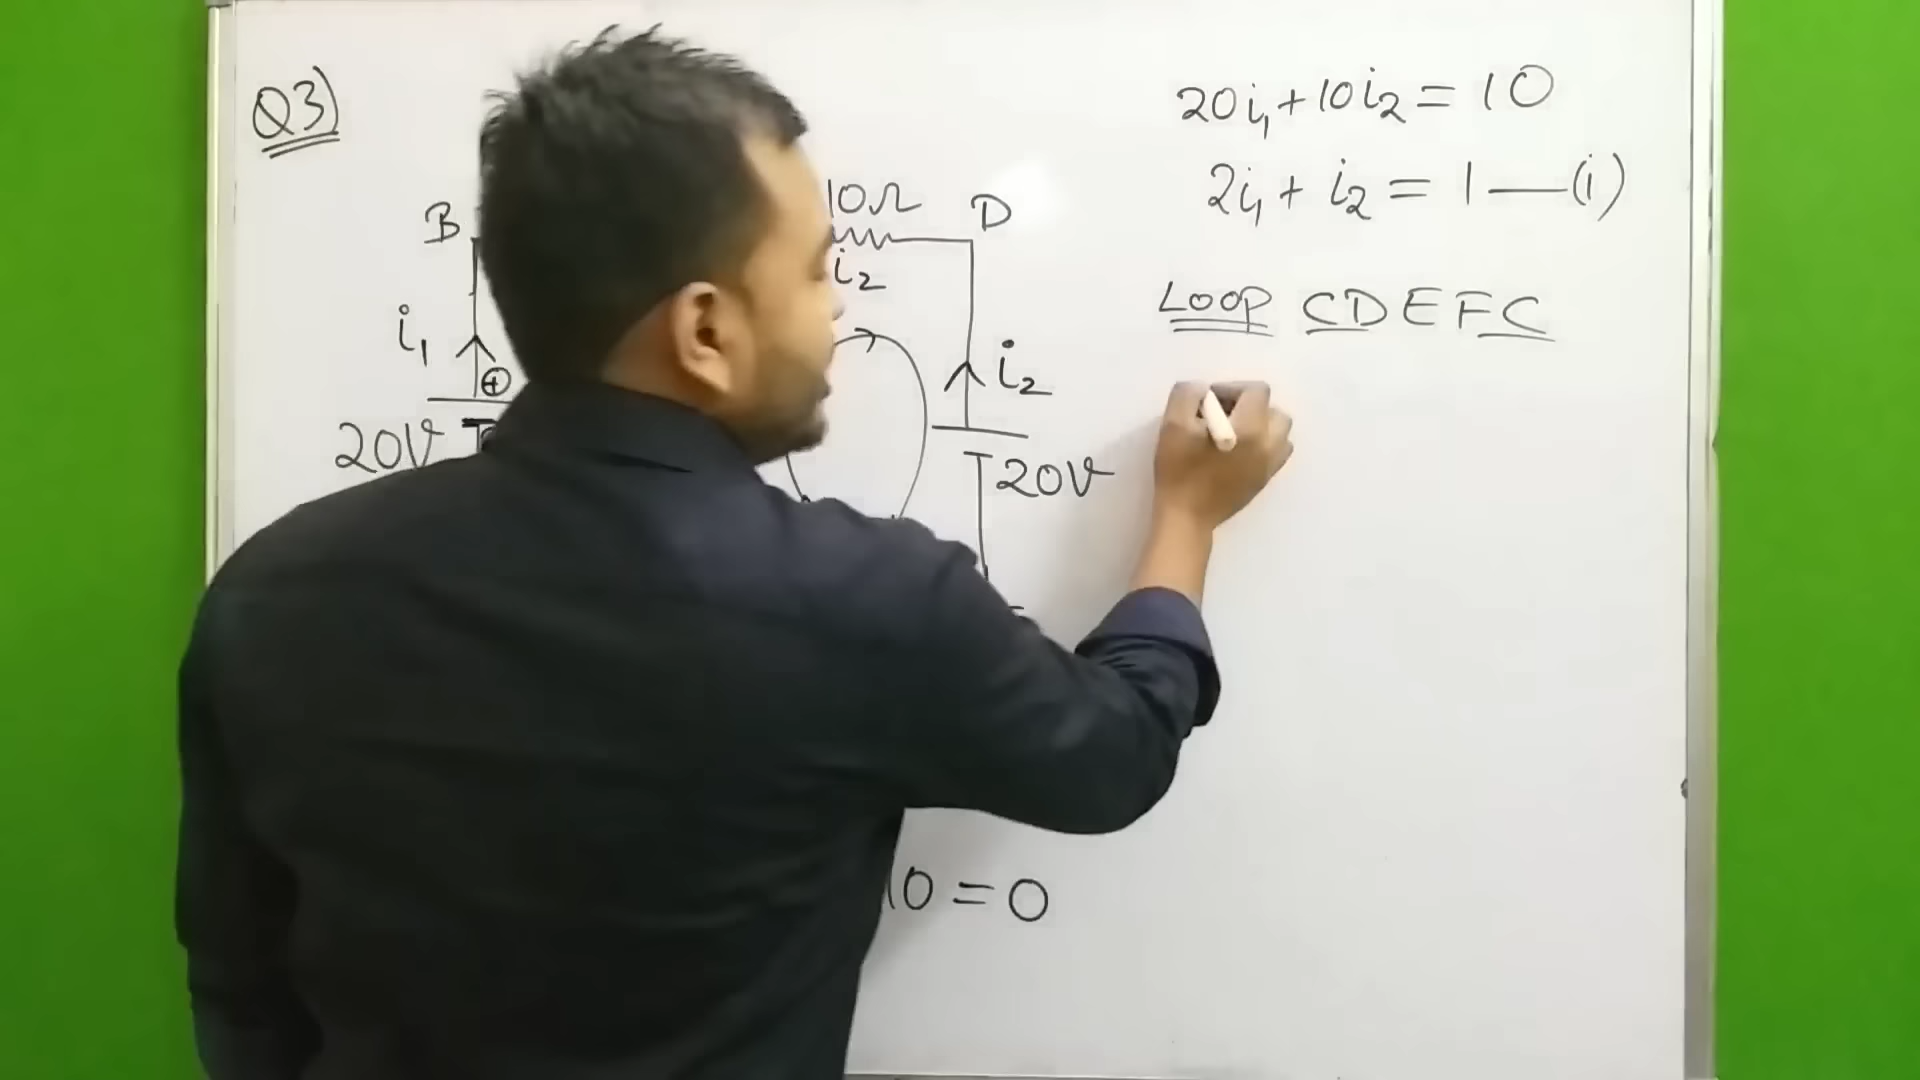 Q3)
B
10Ω
D
i₂
i₁
i₂
20V
20V
10 = 0
20i₁ + 10i₂ = 10
2i₁ + i₂ = 1 — (i)
LOOP CDEFC